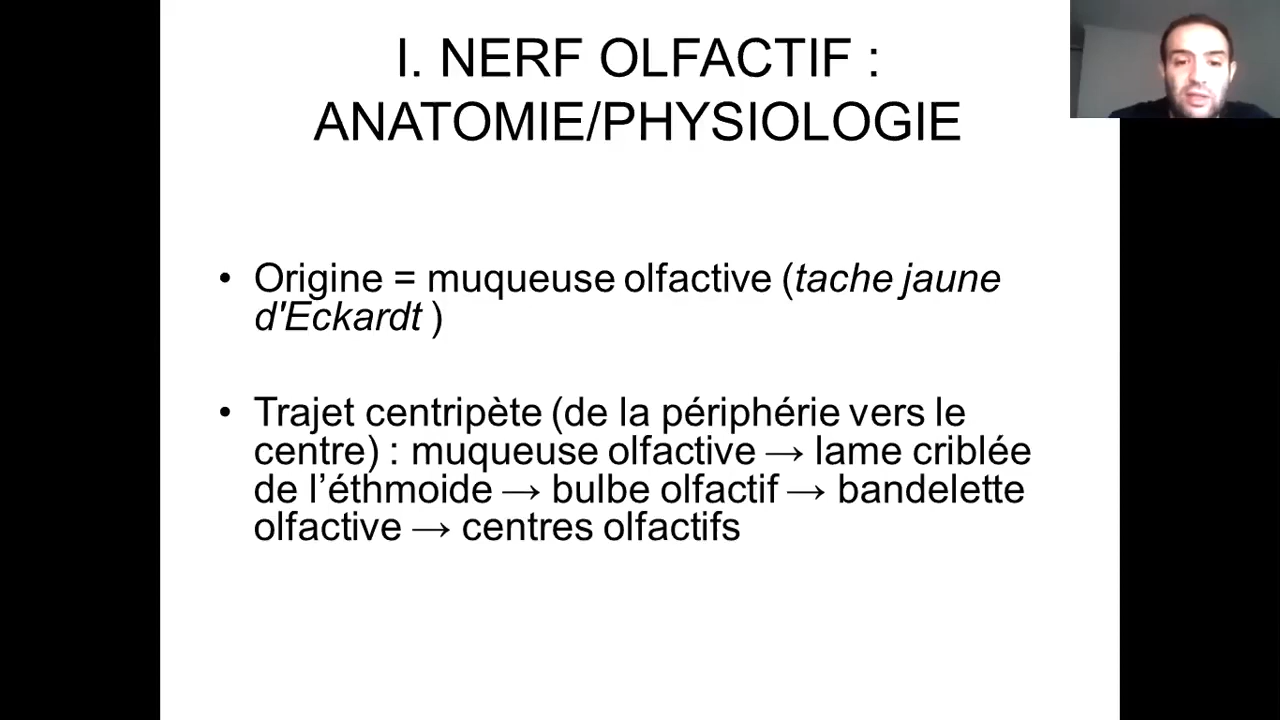 I. NERF OLFACTIF :
ANATOMIE/PHYSIOLOGIE
• Origine = muqueuse olfactive (tache jaune
d'Eckardt )
• Trajet centripète (de la périphérie vers le
centre) : muqueuse olfactive → lame criblée
de l’éthmoide → bulbe olfactif → bandelette
olfactive → centres olfactifs